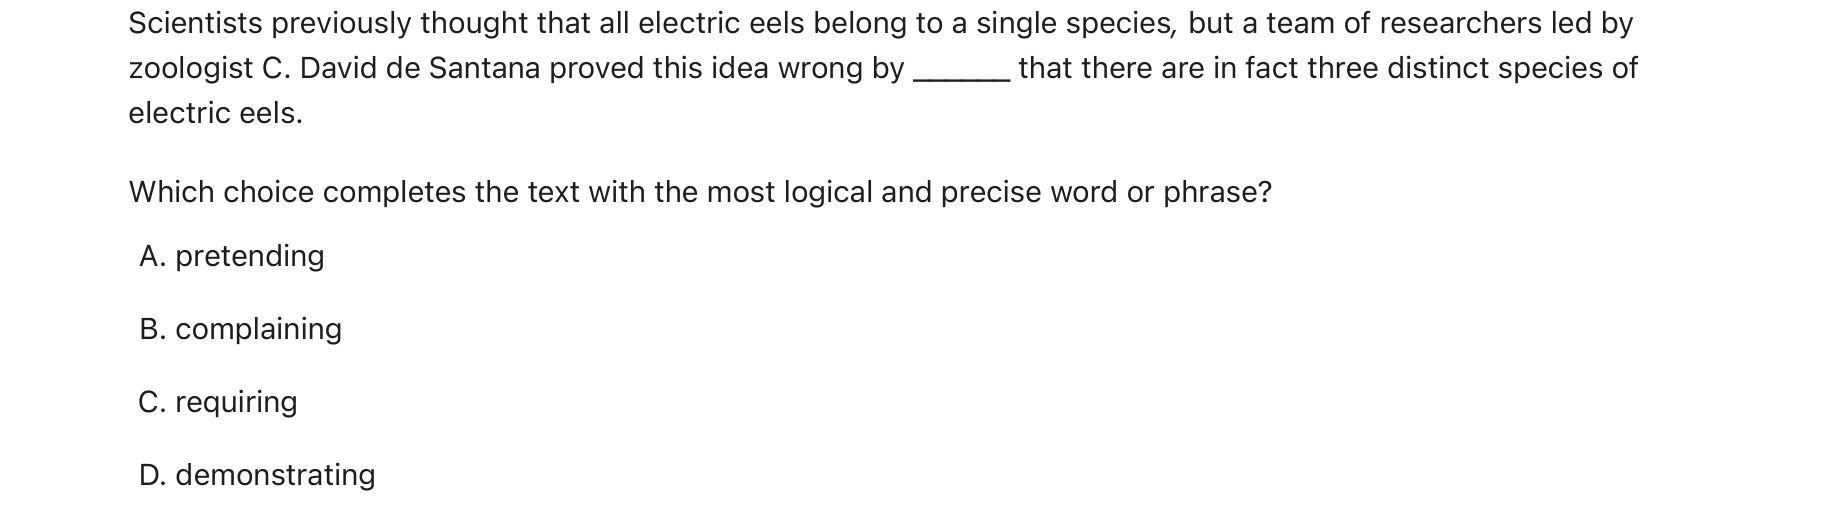 Scientists previously thought that all electric eels belong to a single species, but a team of researchers led by
zoologist C. David de Santana proved this idea wrong by ______ that there are in fact three distinct species of
electric eels.
Which choice completes the text with the most logical and precise word or phrase?
A. pretending
B. complaining
C. requiring
D. demonstrating